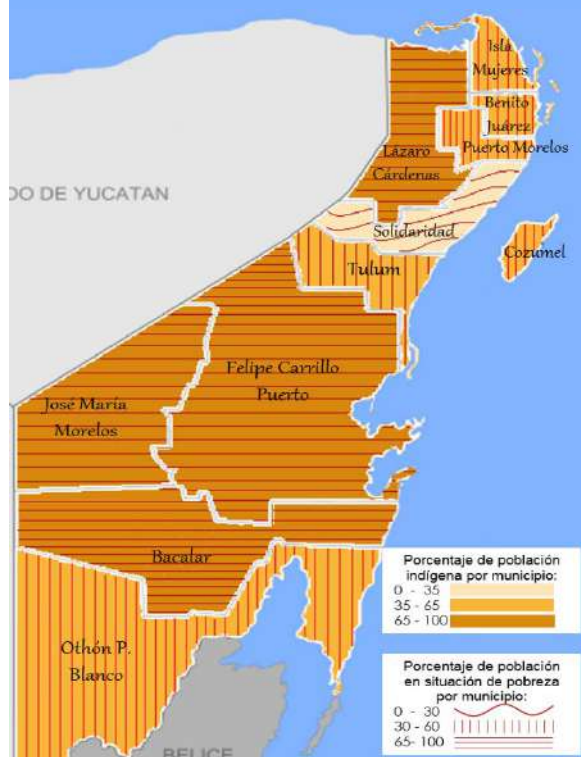 Isla
Mujeres
Benito
Juárez
Puerto Morelos
Lázaro
Cárdenas
DO DE YUCATAN
Solidaridad
Cozumel
Tulum
Felipe Carrillo
Puerto
José María
Morelos
Bacalar
Othón P.
Blanco
BELICE
Porcentaje de población
indígena por municipio:
0 - 35
35 - 65
65 - 100
Porcentaje de población
en situación de pobreza
por municipio:
0 - 30
30 - 60
65- 100